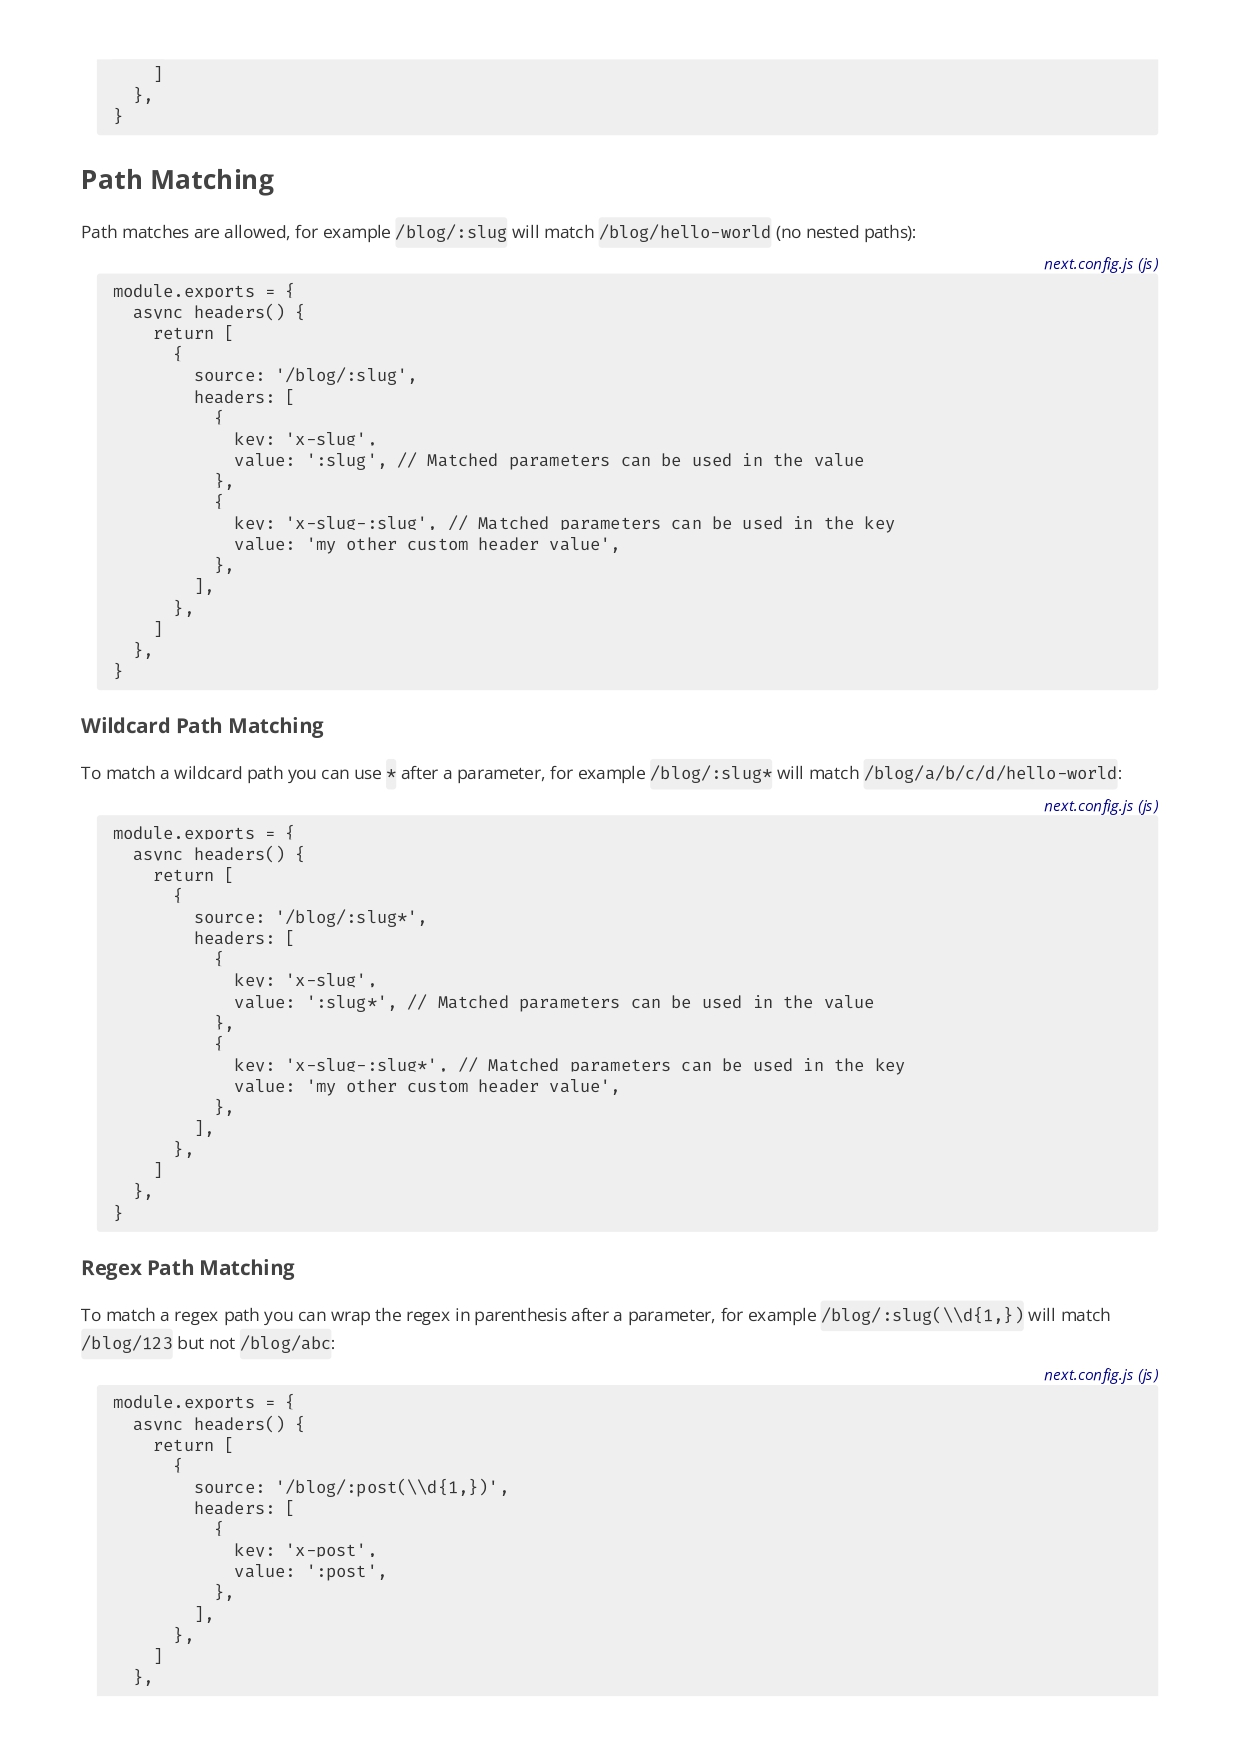 ]
  },
}
Path Matching
Path matches are allowed, for example /blog/:slug will match /blog/hello-world (no nested paths):
next.config.js (js)
module.exports = {
  async headers() {
    return [
      {
        source: '/blog/:slug',
        headers: [
          {
            key: 'x-slug',
            value: ':slug', // Matched parameters can be used in the value
          },
          {
            key: 'x-slug-:slug', // Matched parameters can be used in the key
            value: 'my other custom header value',
          },
        ],
      },
    ]
  },
}
Wildcard Path Matching
To match a wildcard path you can use * after a parameter, for example /blog/:slug* will match /blog/a/b/c/d/hello-world:
next.config.js (js)
module.exports = {
  async headers() {
    return [
      {
        source: '/blog/:slug*',
        headers: [
          {
            key: 'x-slug',
            value: ':slug*', // Matched parameters can be used in the value
          },
          {
            key: 'x-slug-:slug*', // Matched parameters can be used in the key
            value: 'my other custom header value',
          },
        ],
      },
    ]
  },
}
Regex Path Matching
To match a regex path you can wrap the regex in parenthesis after a parameter, for example /blog/:slug(\\d{1,}) will match
/blog/123 but not /blog/abc:
next.config.js (js)
module.exports = {
  async headers() {
    return [
      {
        source: '/blog/:post(\\d{1,})',
        headers: [
          {
            key: 'x-post',
            value: ':post',
          },
        ],
      },
    ]
  },